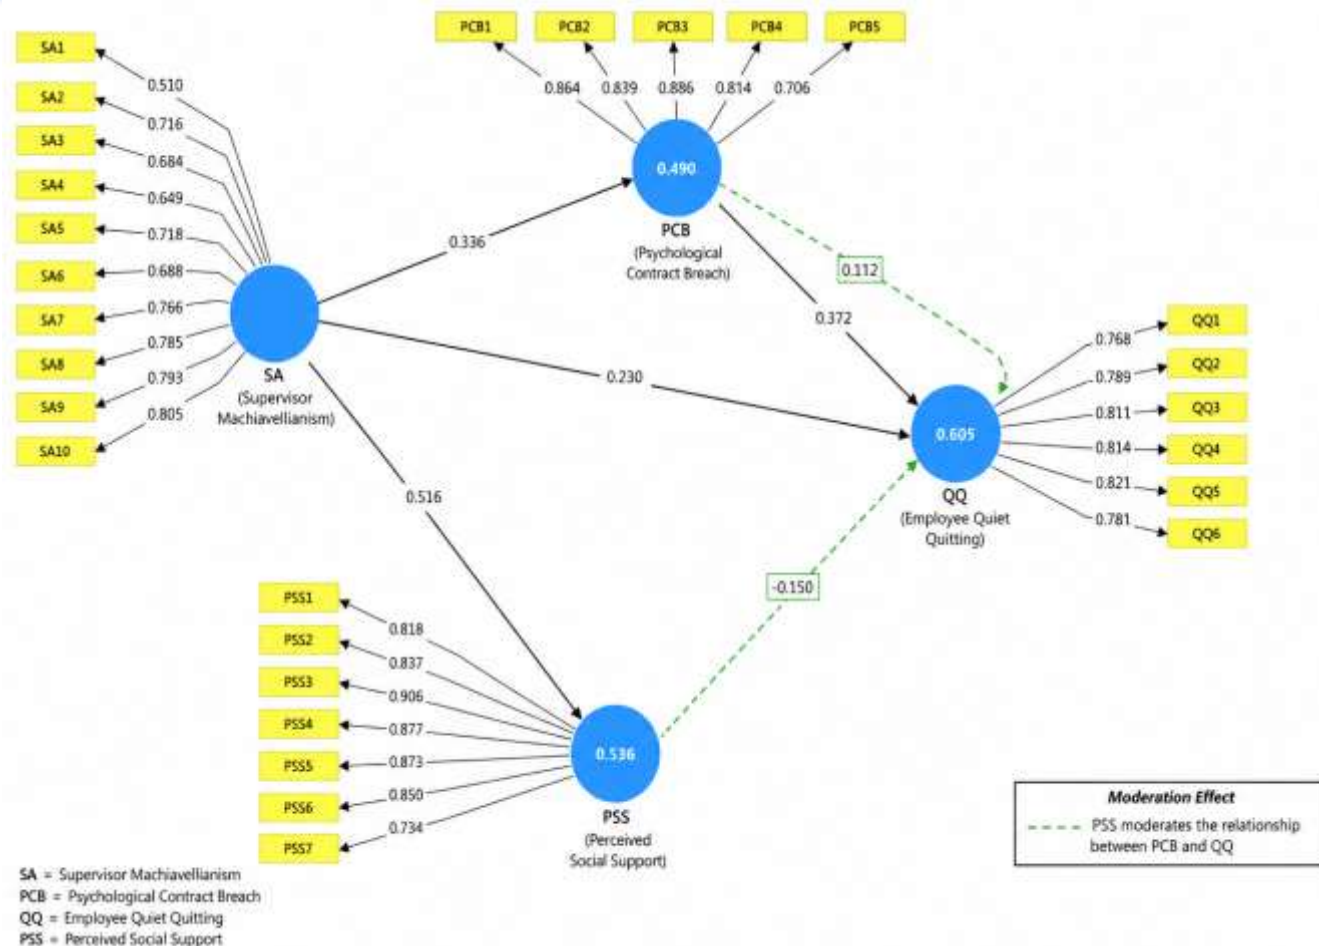 PCB1 PCB2 PCB3 PCB4 PCB5
0.864 0.839 0.886 0.814 0.706
SA1
SA2
SA3
SA4
SA5
SA6
SA7
SA8
SA9
SA10
0.510
0.716
0.684
0.649
0.718
0.688
0.766
0.785
0.793
0.805
SA
(Supervisor
Machiavellianism)
0.336
0.490
PCB
(Psychological
Contract Breach)
0.112
0.372
0.230
0.516
0.605
QQ
(Employee Quiet
Quitting)
0.768
0.789
0.811
0.814
0.821
0.781
QQ1
QQ2
QQ3
QQ4
QQ5
QQ6
-0.150
PSS1
PSS2
PSS3
PSS4
PSS5
PSS6
PSS7
0.818
0.837
0.906
0.877
0.873
0.850
0.734
0.536
PSS
(Perceived
Social Support)
Moderation Effect
PSS moderates the relationship
between PCB and QQ
SA = Supervisor Machiavellianism
PCB = Psychological Contract Breach
QQ = Employee Quiet Quitting
PSS = Perceived Social Support